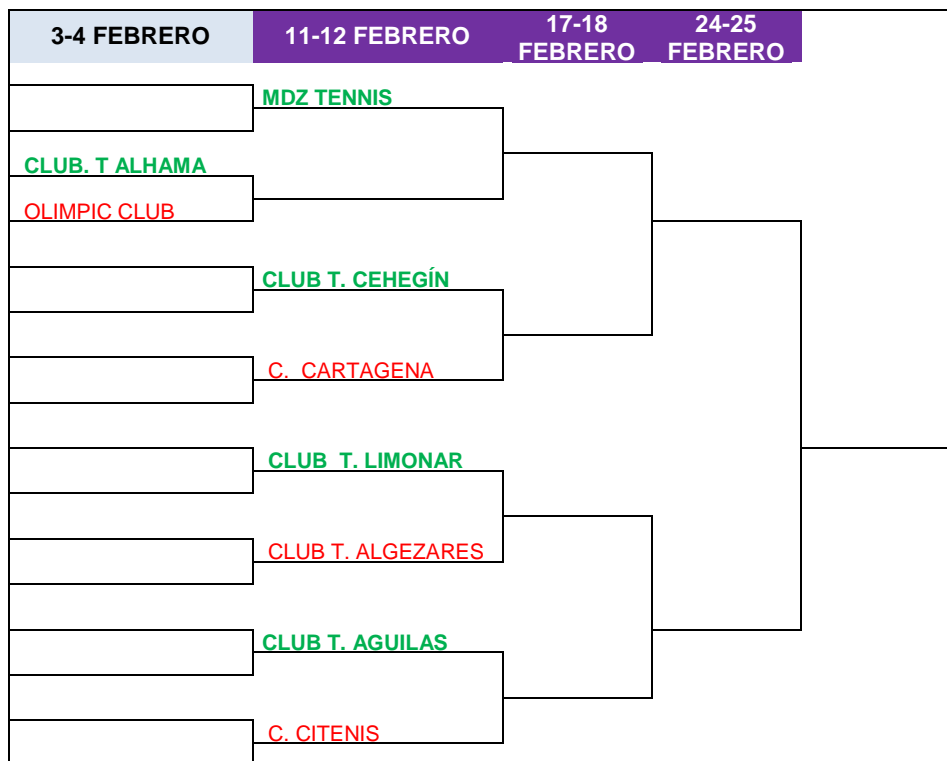 3-4 FEBRERO
11-12 FEBRERO
17-18
FEBRERO
24-25
FEBRERO
MDZ TENNIS
CLUB. T ALHAMA
OLIMPIC CLUB
CLUB T. CEHEGÍN
C. CARTAGENA
CLUB T. LIMONAR
CLUB T. ALGEZARES
CLUB T. AGUILAS
C. CITENIS